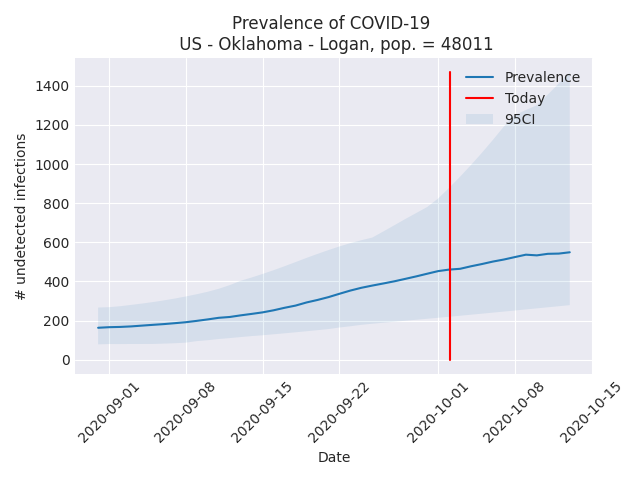 Prevalence of COVID-19
US - Oklahoma - Logan, pop. = 48011
# undetected infections
1400
1200
1000
800
600
400
200
0
Prevalence
Today
95CI
2020-09-01
2020-09-08
2020-09-15
2020-09-22
2020-10-01
2020-10-08
2020-10-15
Date